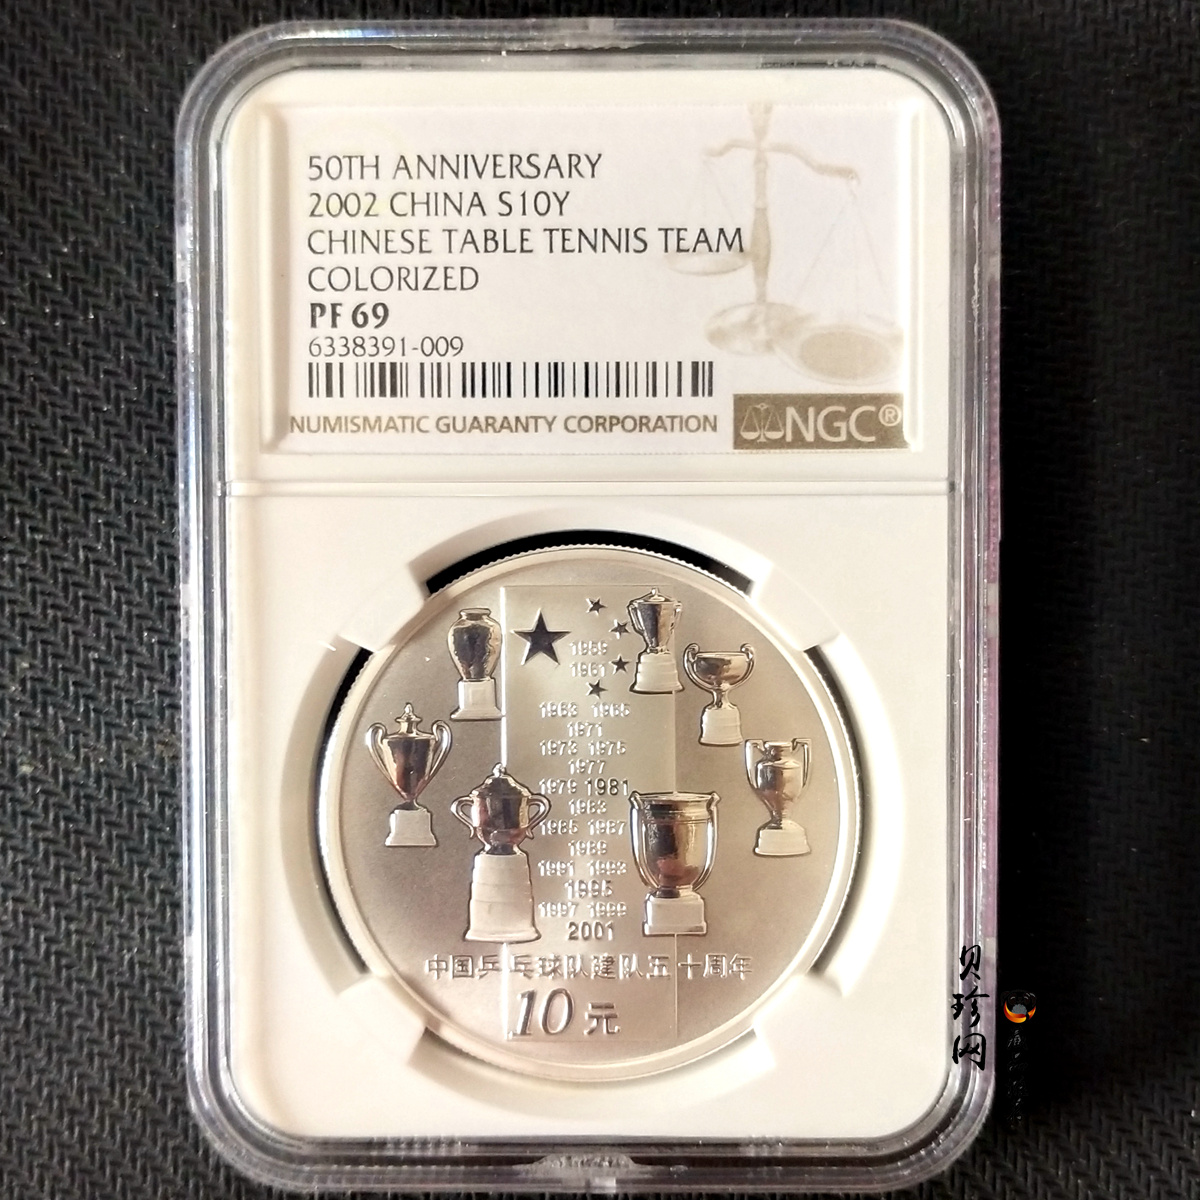 50TH ANNIVERSARY
2002 CHINA S10Y
CHINESE TABLE TENNIS TEAM
COLORIZED
PF 69
6338391-009
NUMISMATIC GUARANTY CORPORATION
NGC®
1959
1961
1963 1965
1971
1973 1975
1977
1979 1981
1983
1985 1987
1989
1991 1993
1995
1997 1999
2001
中国乒乓球队建队五十周年
10元
贝珍网